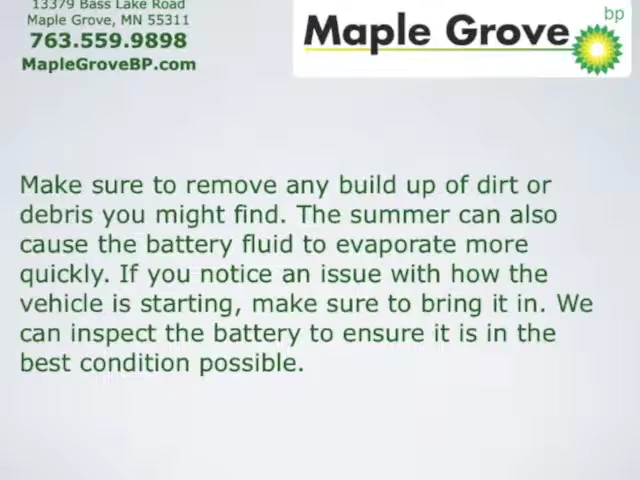 13379 Bass Lake Road
Maple Grove, MN 55311
763.559.9898
MapleGroveBP.com
Maple Grove
bp
Make sure to remove any build up of dirt or
debris you might find. The summer can also
cause the battery fluid to evaporate more
quickly. If you notice an issue with how the
vehicle is starting, make sure to bring it in. We
can inspect the battery to ensure it is in the
best condition possible.